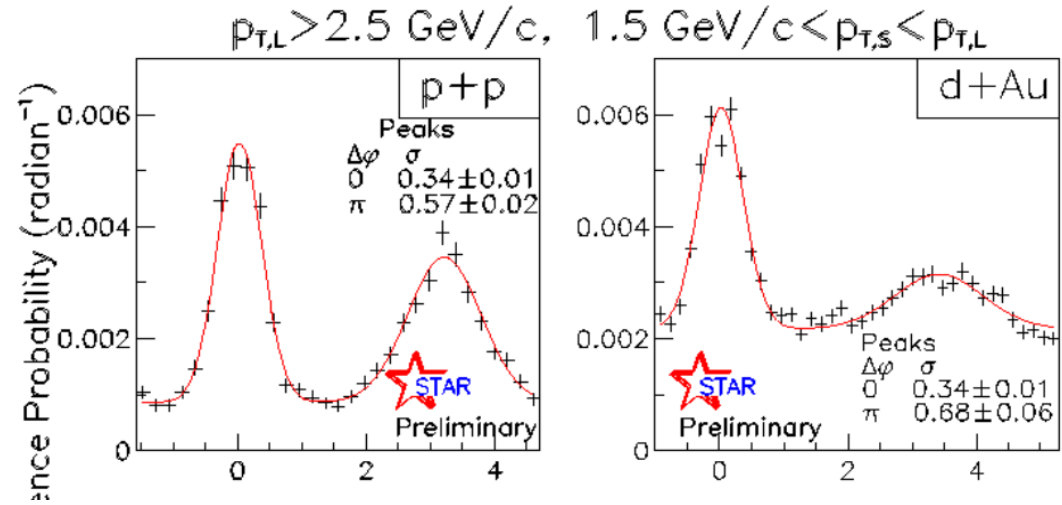 p_T,L>2.5 GeV/c, 1.5 GeV/c<p_T,S<p_T,L
ence Probability (radian⁻¹)
p+p
0.006
0.004
0.002
0
Peaks
Δφ σ
0 0.34±0.01
π 0.57±0.02
STAR
Preliminary
0 2 4
d+Au
0.006
0.004
0.002
0
Peaks
Δφ σ
0 0.34±0.01
π 0.68±0.06
STAR
Preliminary
0 2 4